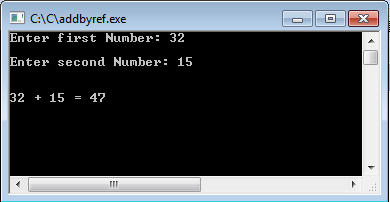 C:\C\addbyref.exe
Enter first Number: 32
Enter second Number: 15
32 + 15 = 47